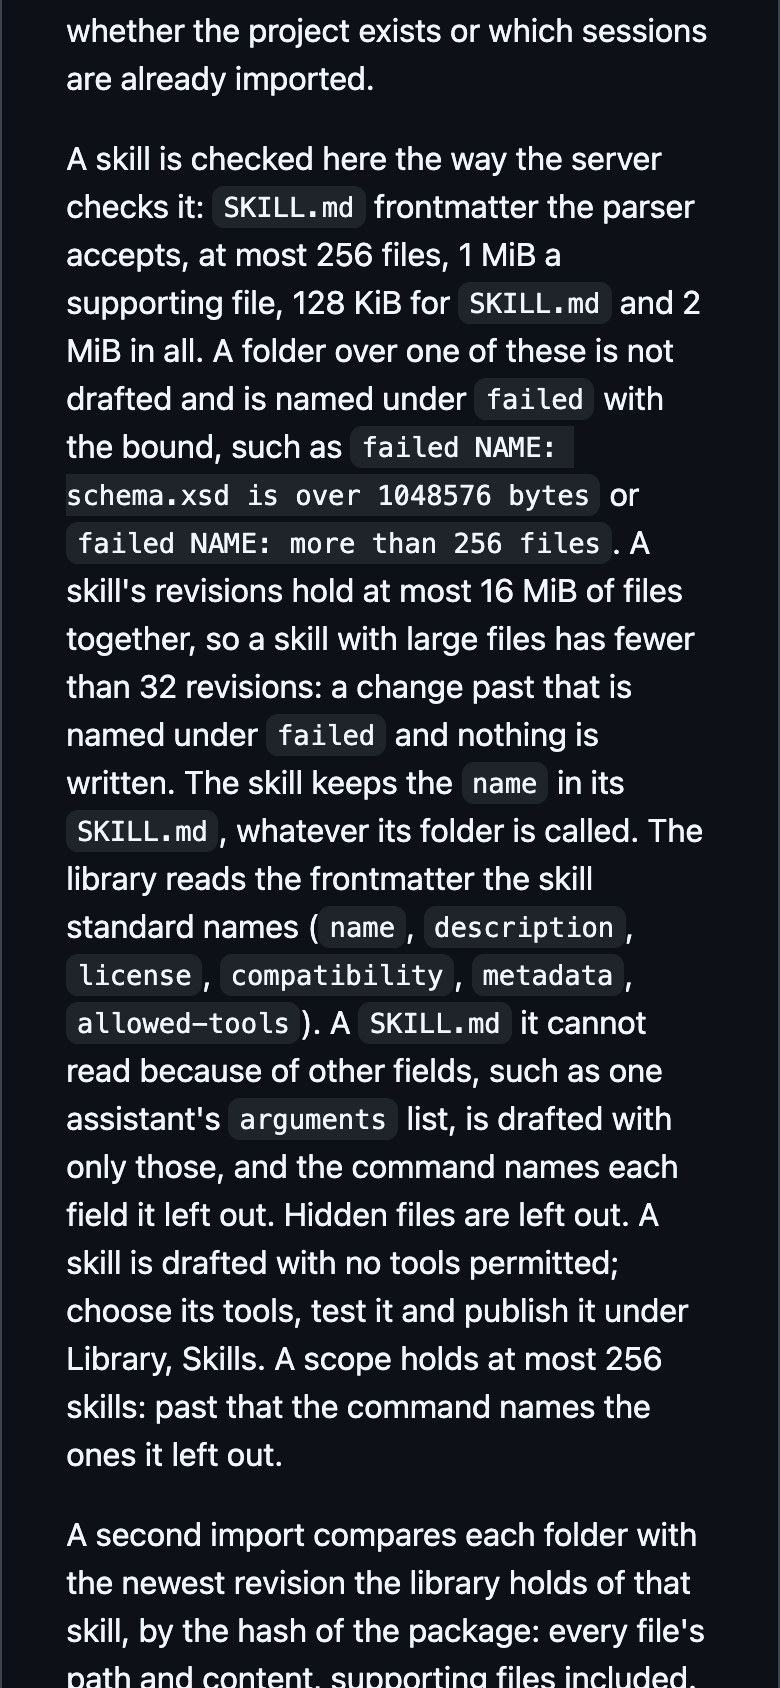 whether the project exists or which sessions
are already imported.
A skill is checked here the way the server
checks it: SKILL.md frontmatter the parser
accepts, at most 256 files, 1 MiB a
supporting file, 128 KiB for SKILL.md and 2
MiB in all. A folder over one of these is not
drafted and is named under failed with
the bound, such as failed NAME:
schema.xsd is over 1048576 bytes or
failed NAME: more than 256 files. A
skill's revisions hold at most 16 MiB of files
together, so a skill with large files has fewer
than 32 revisions: a change past that is
named under failed and nothing is
written. The skill keeps the name in its
SKILL.md, whatever its folder is called. The
library reads the frontmatter the skill
standard names (name, description,
license, compatibility, metadata,
allowed-tools). A SKILL.md it cannot
read because of other fields, such as one
assistant's arguments list, is drafted with
only those, and the command names each
field it left out. Hidden files are left out. A
skill is drafted with no tools permitted;
choose its tools, test it and publish it under
Library, Skills. A scope holds at most 256
skills: past that the command names the
ones it left out.
A second import compares each folder with
the newest revision the library holds of that
skill, by the hash of the package: every file's
path and content, supporting files included.